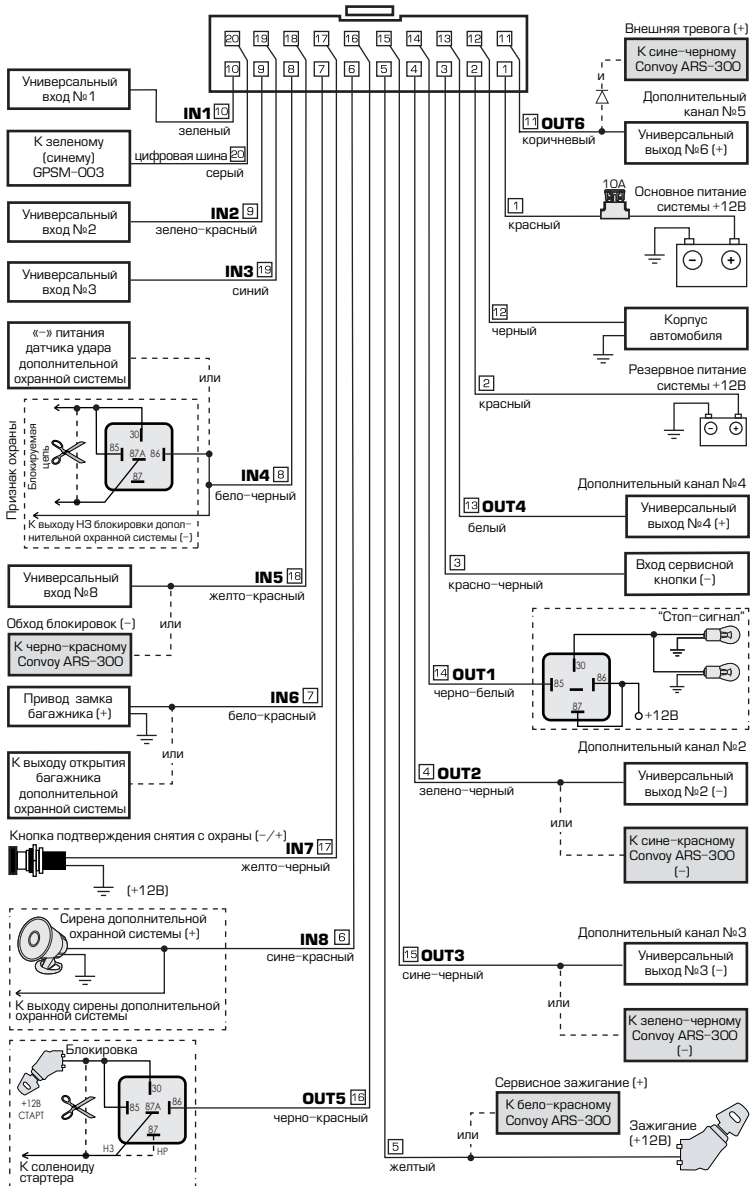 20 19 18 17 16 15 14 13 12 11
10 9 8 7 6 5 4 3 2 1
Универсальный
вход №1
IN1 10
зеленый
К зеленому
(синему)
GPSM-003
цифровая шина 20
серый
Универсальный
вход №2
IN2 9
зелено-красный
Универсальный
вход №3
IN3 19
синий
«-» питания
датчика удара
дополнительной
охранной системы
или
Признак охраны
Блокируемая
цепь
30
85 87A 86
87
IN4 8
бело-черный
К выходу НЗ блокировки допол-
нительной охранной системы (-)
Универсальный
вход №8
IN5 18
желто-красный
или
Обход блокировок (-)
К черно-красному
Convoy ARS-300
Привод замка
багажника (+)
IN6 7
бело-красный
или
К выходу открытия
багажника
дополнительной
охранной системы
Кнопка подтверждения снятия с охраны (-/+)
IN7 17
желто-черный
(+12В)
Сирена дополнительной
охранной системы (+)
IN8 6
сине-красный
К выходу сирены дополнительной
охранной системы
Блокировка
+12В
СТАРТ
30
85 87A 86
87
НЗ НР
OUT5 16
черно-красный
К соленоиду
стартера
Внешняя тревога (+)
К сине-черному
Convoy ARS-300
и
Дополнительный
канал №5
11 OUT6
коричневый
Универсальный
выход №6 (+)
10А
Основное питание
системы +12В
1
красный
12
черный
Корпус
автомобиля
Резервное питание
системы +12В
2
красный
Дополнительный канал №4
13 OUT4
белый
Универсальный
выход №4 (+)
3
красно-черный
Вход сервисной
кнопки (-)
"Стоп-сигнал"
14 OUT1
черно-белый
30
85 86
87
+12В
Дополнительный канал №2
4 OUT2
зелено-черный
Универсальный
выход №2 (-)
или
К сине-красному
Convoy ARS-300
(-)
Дополнительный канал №3
15 OUT3
сине-черный
Универсальный
выход №3 (-)
или
К зелено-черному
Convoy ARS-300
(-)
Сервисное зажигание (+)
К бело-красному
Convoy ARS-300
или
Зажигание
(+12В)
5
желтый